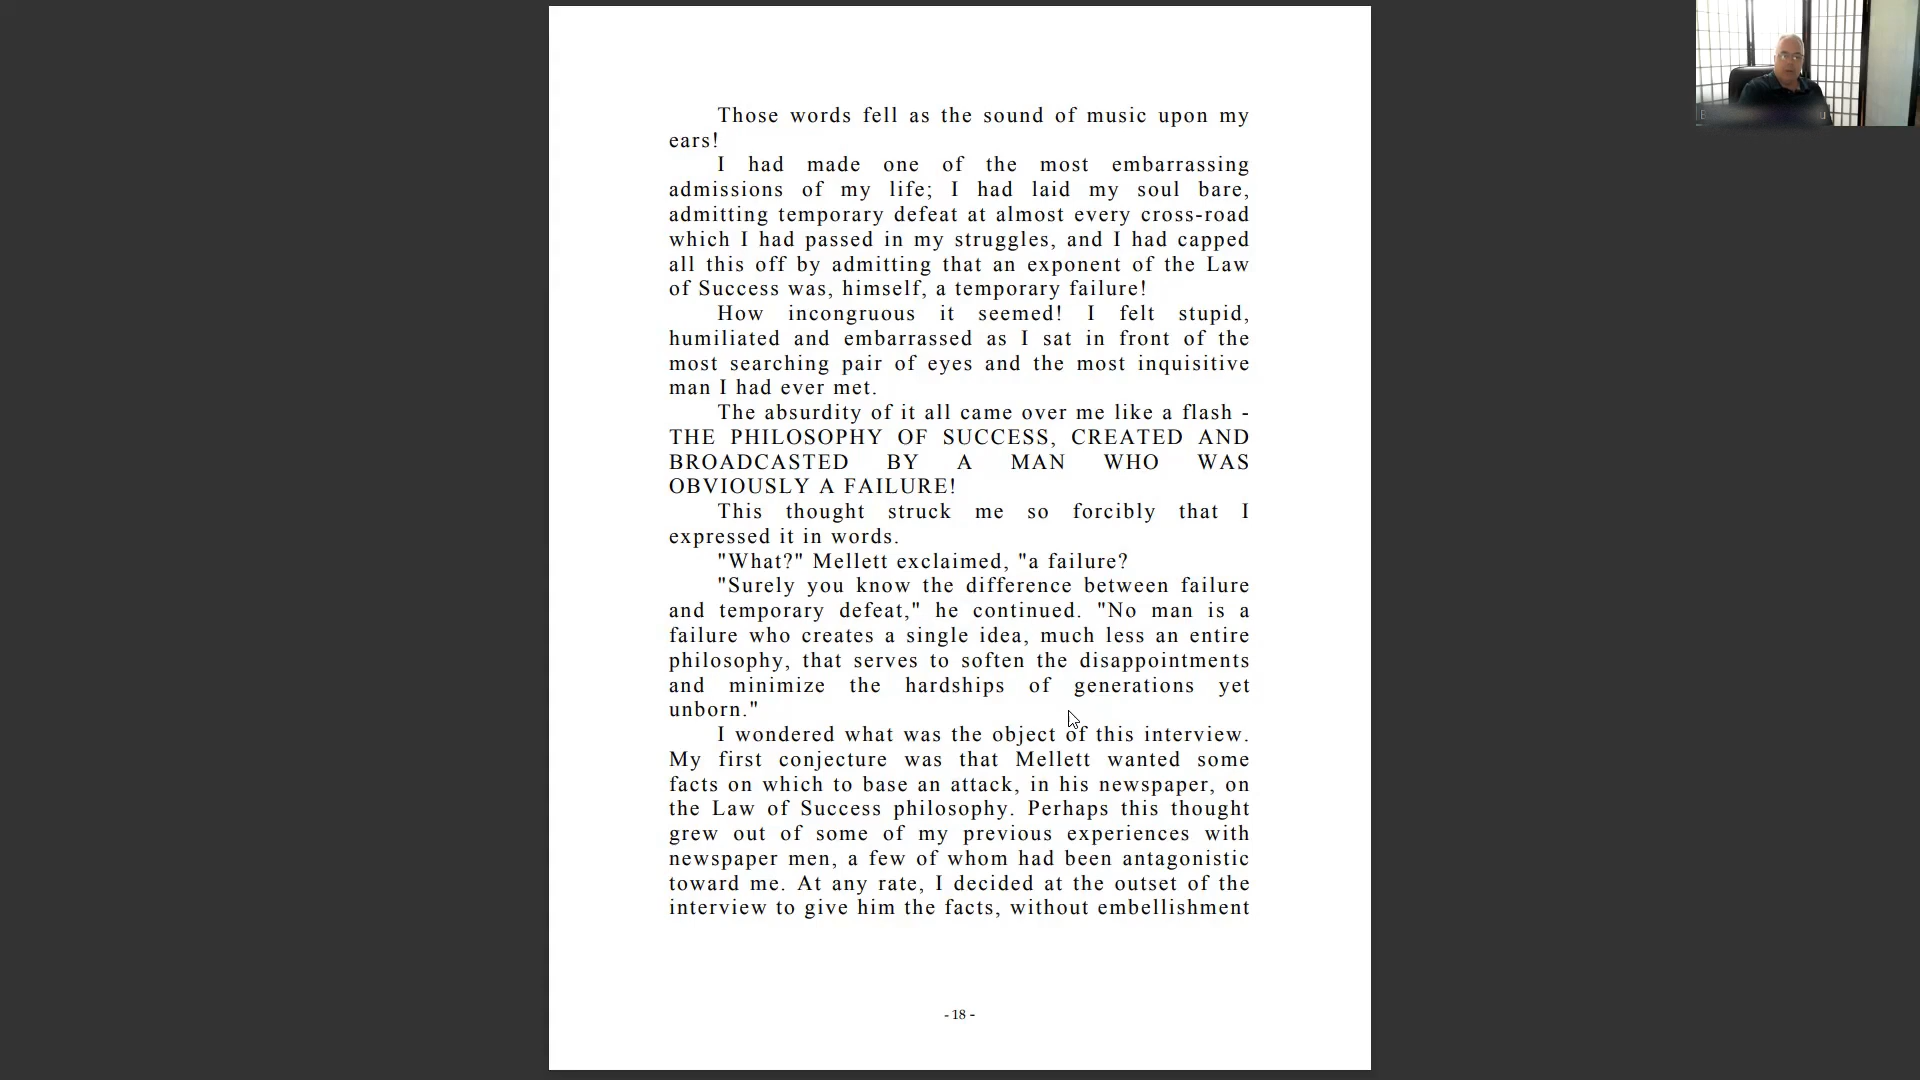 Those words fell as the sound of music upon my
ears!
I had made one of the most embarrassing
admissions of my life; I had laid my soul bare,
admitting temporary defeat at almost every cross-road
which I had passed in my struggles, and I had capped
all this off by admitting that an exponent of the Law
of Success was, himself, a temporary failure!
How incongruous it seemed! I felt stupid,
humiliated and embarrassed as I sat in front of the
most searching pair of eyes and the most inquisitive
man I had ever met.
The absurdity of it all came over me like a flash -
THE PHILOSOPHY OF SUCCESS, CREATED AND
BROADCASTED BY A MAN WHO WAS
OBVIOUSLY A FAILURE!
This thought struck me so forcibly that I
expressed it in words.
"What?" Mellett exclaimed, "a failure?
"Surely you know the difference between failure
and temporary defeat," he continued. "No man is a
failure who creates a single idea, much less an entire
philosophy, that serves to soften the disappointments
and minimize the hardships of generations yet
unborn."
I wondered what was the object of this interview.
My first conjecture was that Mellett wanted some
facts on which to base an attack, in his newspaper, on
the Law of Success philosophy. Perhaps this thought
grew out of some of my previous experiences with
newspaper men, a few of whom had been antagonistic
toward me. At any rate, I decided at the outset of the
interview to give him the facts, without embellishment
- 18 -